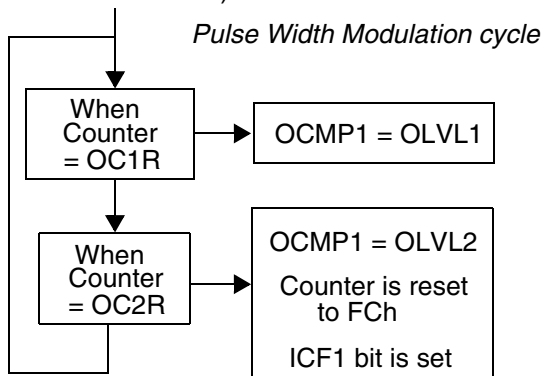 Pulse Width Modulation cycle
When
Counter
= OC1R
OCMP1 = OLVL1
When
Counter
= OC2R
OCMP1 = OLVL2
Counter is reset
to FCh
ICF1 bit is set